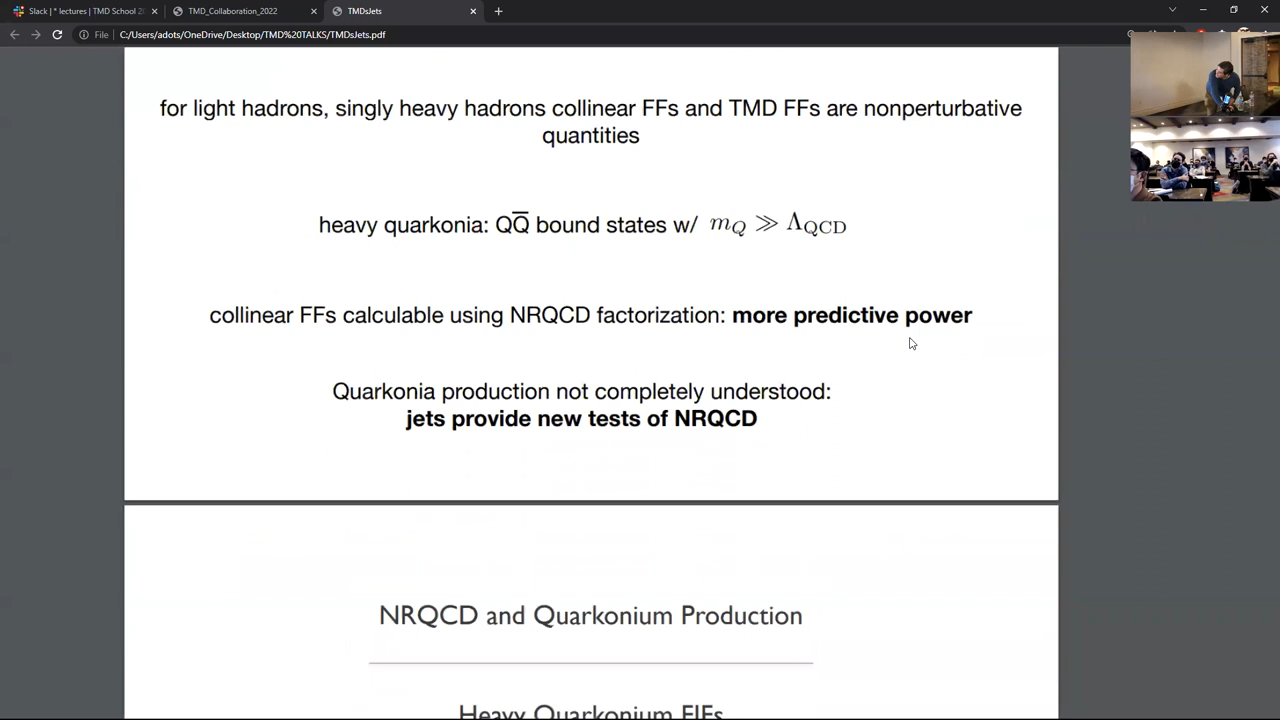 Slack | * lectures | TMD School 20
TMD_Collaboration_2022
TMDsJets
File
C:/Users/adots/OneDrive/Desktop/TMD%20TALKS/TMDsJets.pdf
for light hadrons, singly heavy hadrons collinear FFs and TMD FFs are nonperturbative
quantities
heavy quarkonia: QQ̅ bound states w/ m_Q ≫ Λ_QCD
collinear FFs calculable using NRQCD factorization: more predictive power
Quarkonia production not completely understood:
jets provide new tests of NRQCD
NRQCD and Quarkonium Production
Heavy Quarkonium FJFs